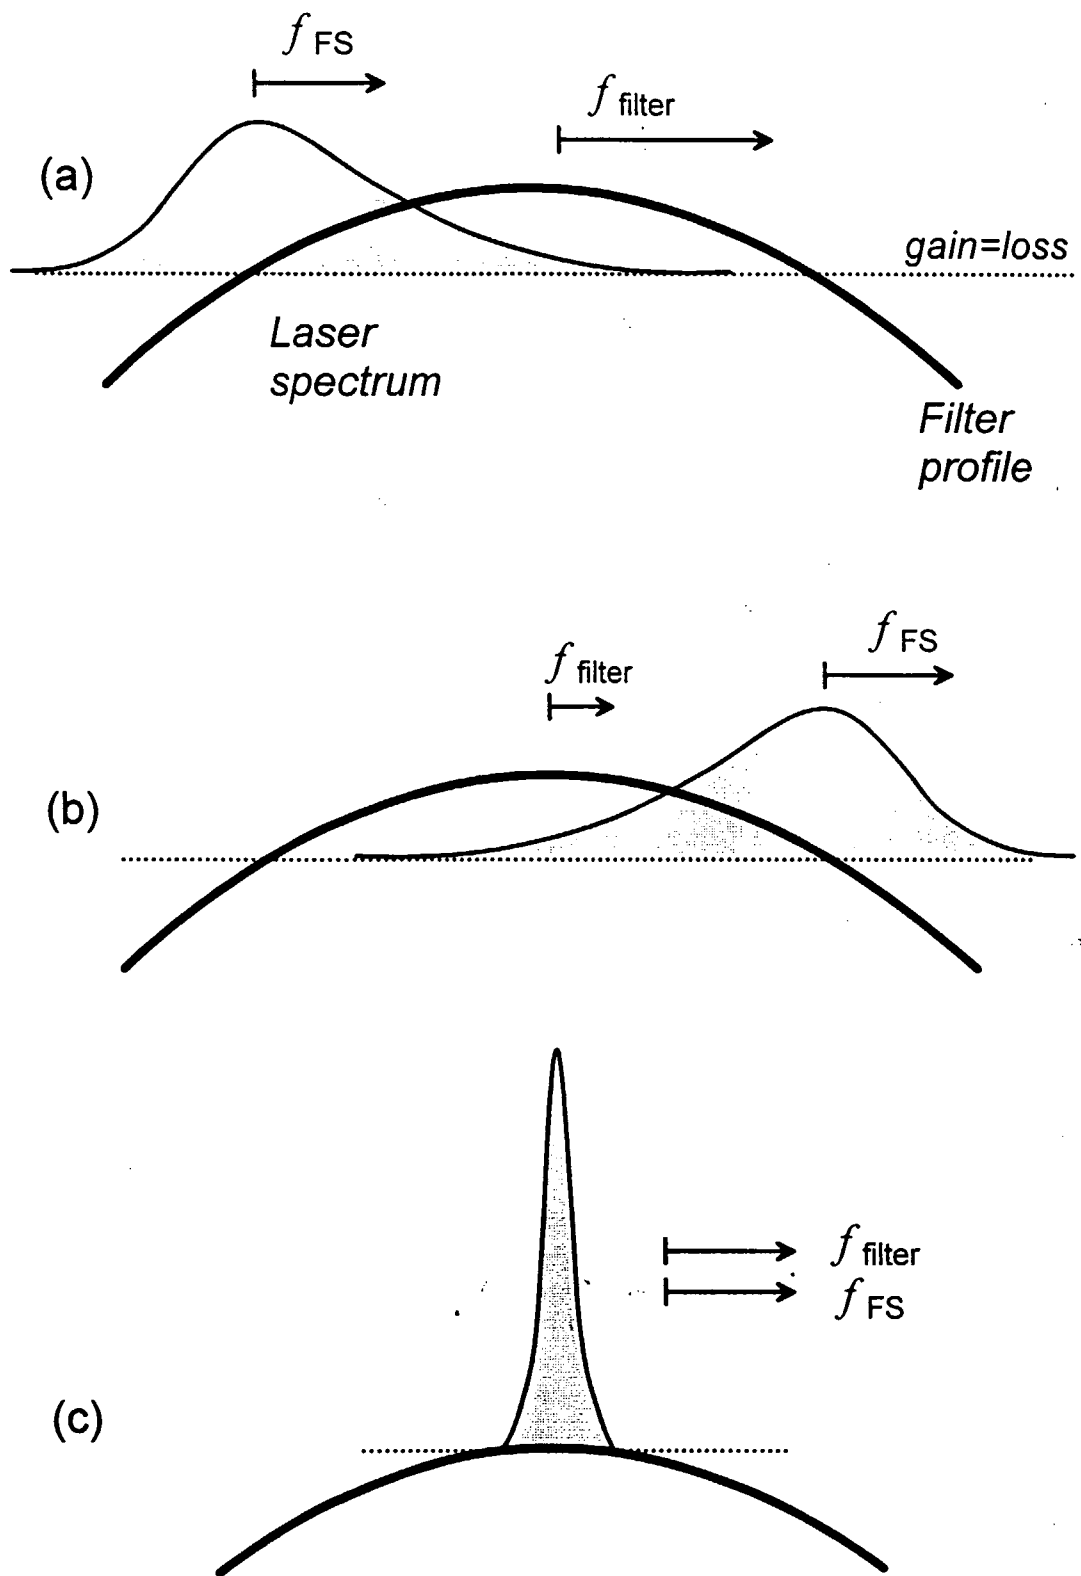 f FS
f filter
(a)
gain=loss
Laser
spectrum
Filter
profile
f FS
f filter
(b)
f filter
f FS
(c)